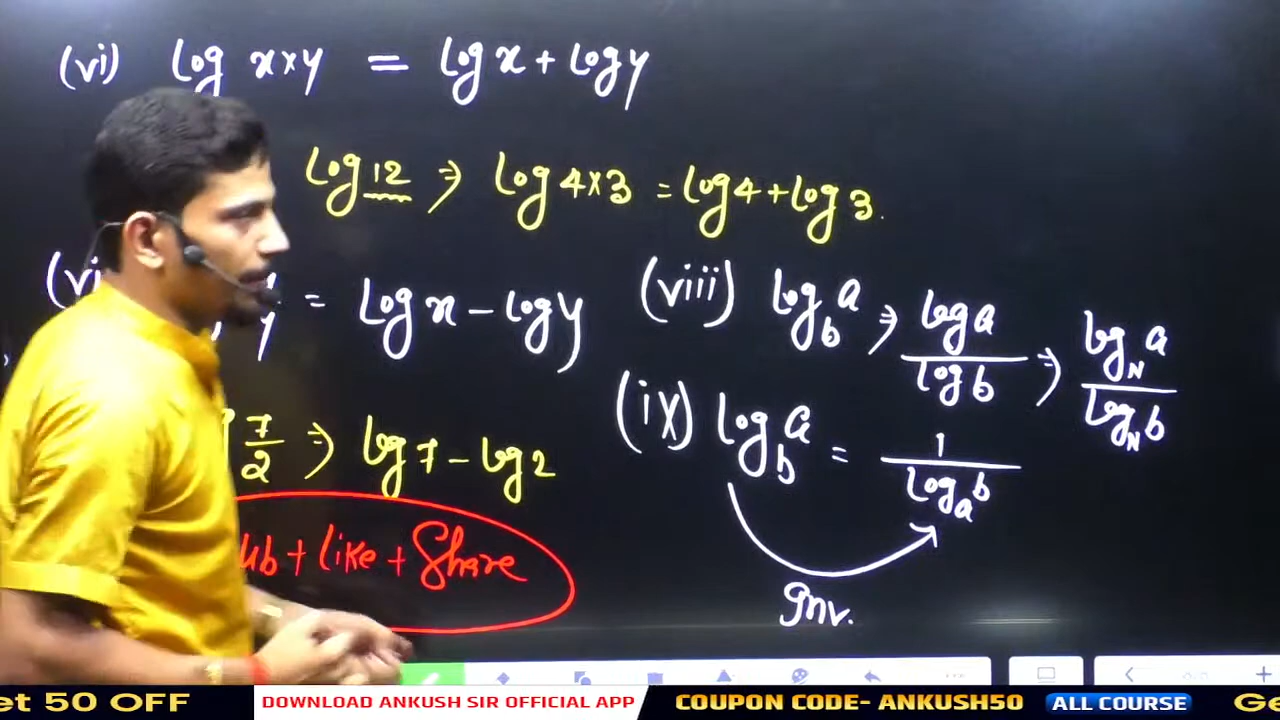 (vi) log x×y = log x + log y
log 12 ⇒ log 4×3 = log 4 + log 3.
(vi y = log x - log y
7/2 ⇒ log 7 - log 2
ub + like + Share
(viii) log_b a ⇒ log a / log b ⇒ log_N a / log_N b
(ix) log_b a = 1 / log_a b
Inv.
et 50 OFF DOWNLOAD ANKUSH SIR OFFICIAL APP COUPON CODE- ANKUSH50 ALL COURSE Ge